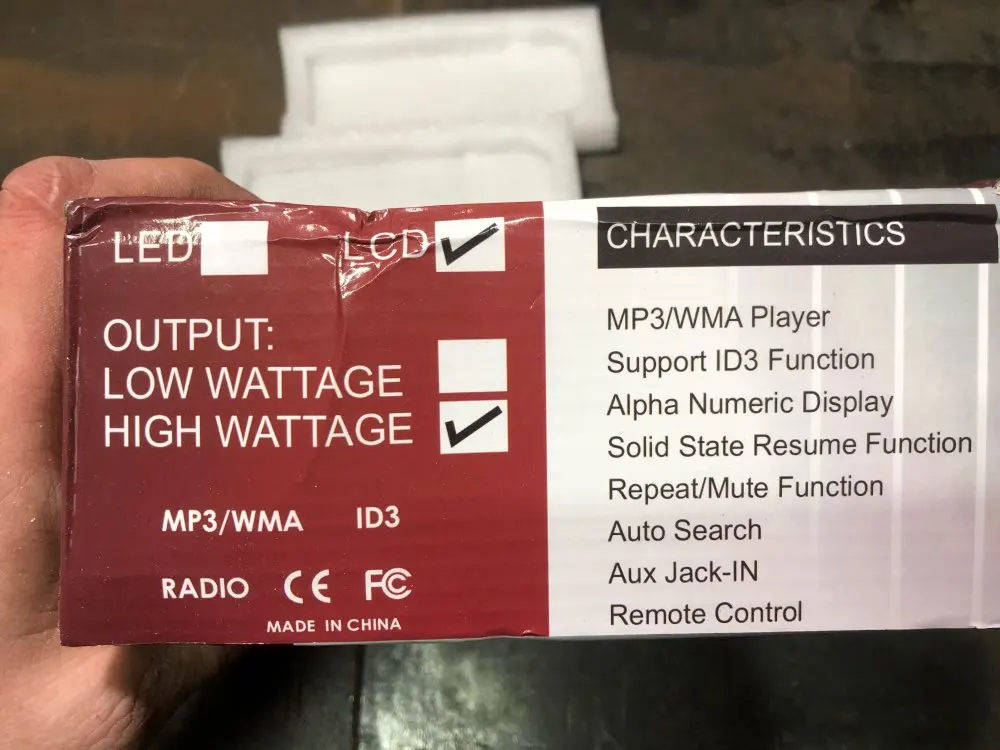 LED LCD
OUTPUT:
LOW WATTAGE
HIGH WATTAGE
MP3/WMA ID3
RADIO CE FC
MADE IN CHINA
CHARACTERISTICS
MP3/WMA Player
Support ID3 Function
Alpha Numeric Display
Solid State Resume Function
Repeat/Mute Function
Auto Search
Aux Jack-IN
Remote Control